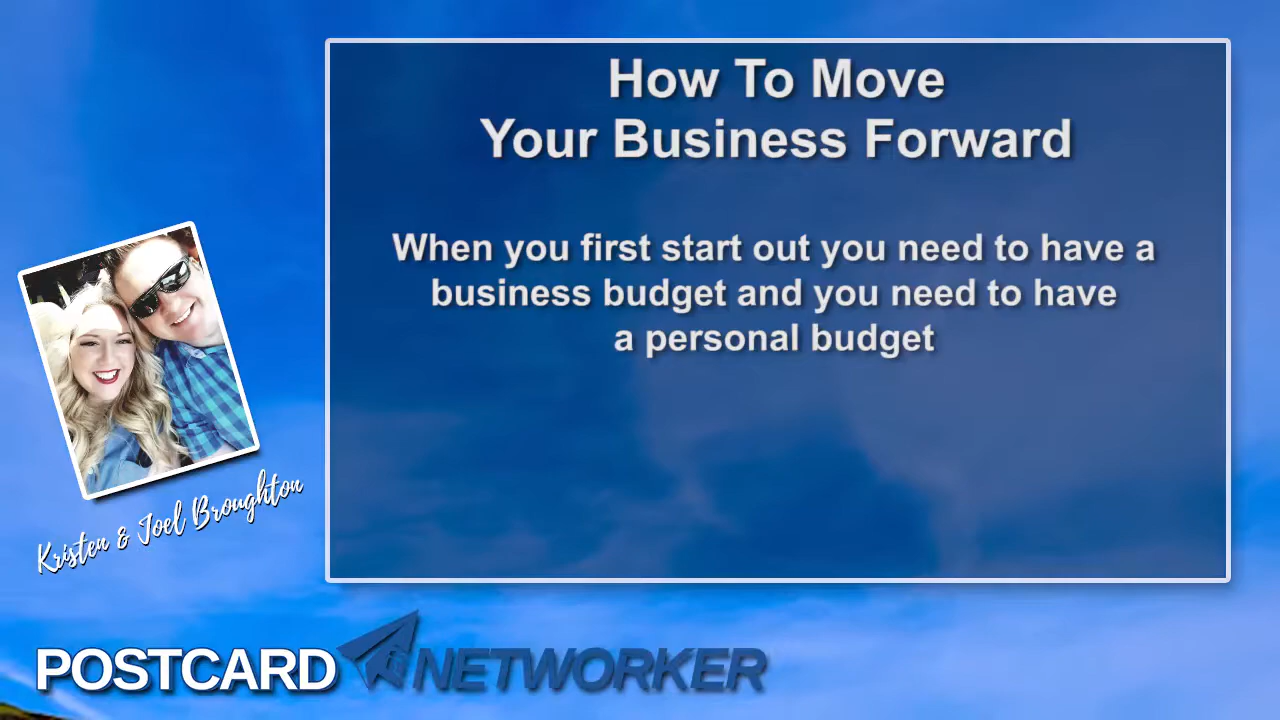 How To Move
Your Business Forward
When you first start out you need to have a
business budget and you need to have
a personal budget
Kristen & Joel Broughton
POSTCARD NETWORKER